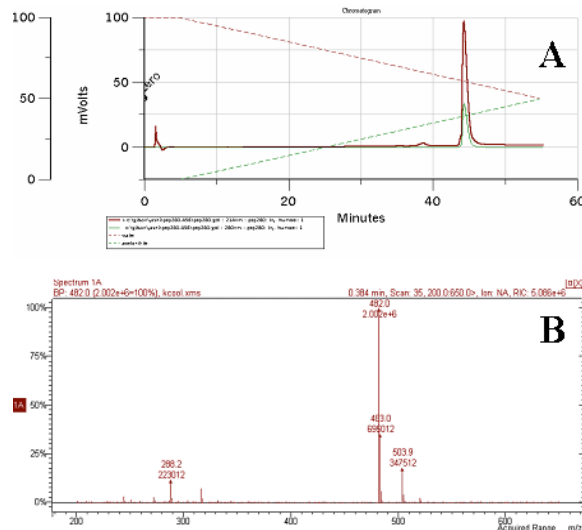 Chromatogram
100
100
A
50
50
mVolts
zero
0
0
0
20
40
60
Minutes
Spectrum 1A
BP: 482.0 (2.002e+6=100%), kcsol.xms
0.384 min, Scan: 35, 200.0:650.0>, Ion: NA, RIC: 5.086e+6
100%
482.0
2.002e+6
B
75%
1A
50%
483.0
25%
503.9
347512
288.2
223012
0%
200
300
400
500
600
Acquired Range
m/z